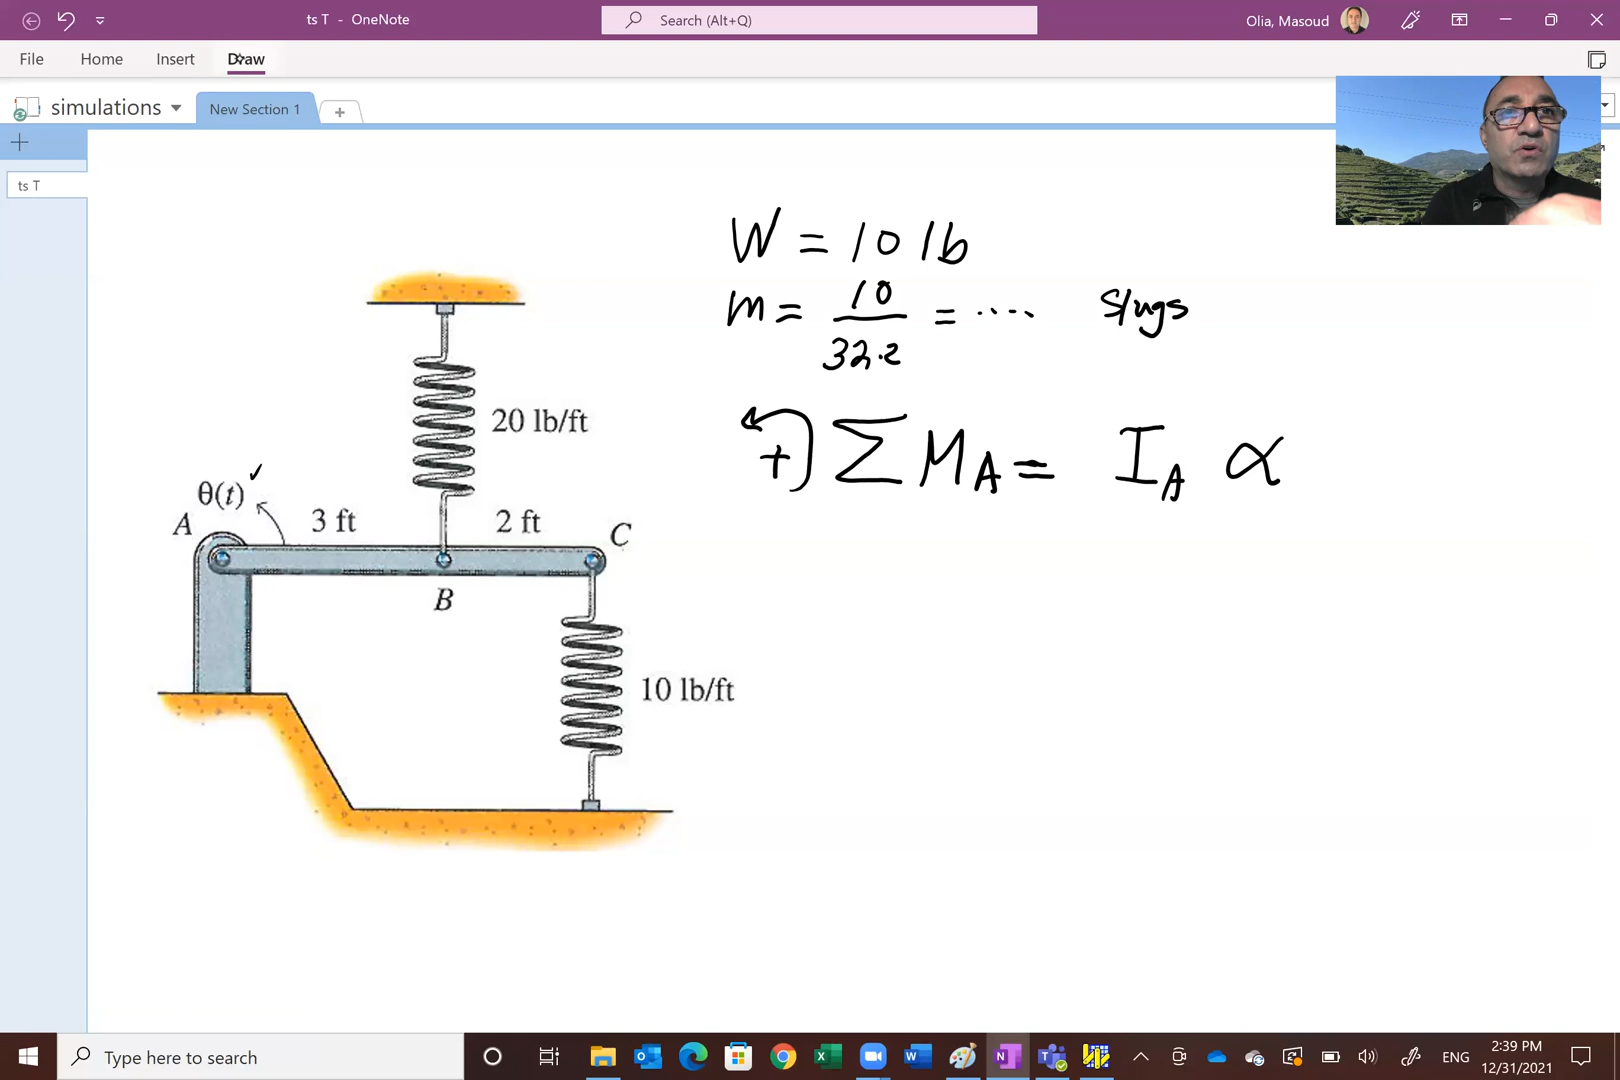 ts T - OneNote
Search (Alt+Q)
Olia, Masoud
File Home Insert Draw
simulations New Section 1
ts T
W = 10 lb
m = 10/32.2 = .... Slugs
+ ∑ M_A = I_A α
20 lb/ft
θ(t) ✓
A 3 ft 2 ft C
B
10 lb/ft
Type here to search
ENG
2:39 PM
12/31/2021